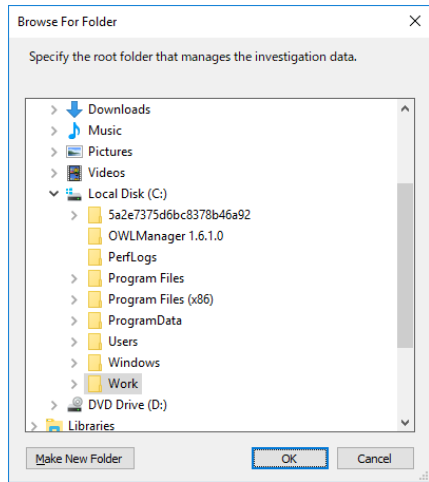 Browse For Folder
Specify the root folder that manages the investigation data.
Downloads
Music
Pictures
Videos
Local Disk (C:)
5a2e7375d6bc8378b46a92
OWLManager 1.6.1.0
PerfLogs
Program Files
Program Files (x86)
ProgramData
Users
Windows
Work
DVD Drive (D:)
Libraries
Make New Folder OK Cancel